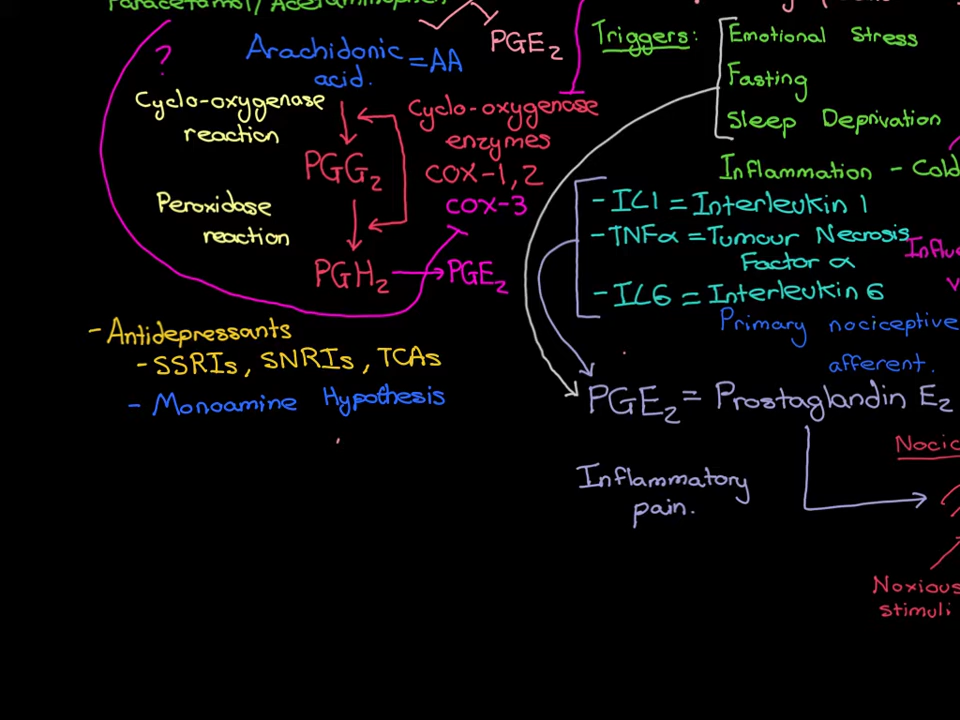 Paracetamol/Acetaminophen
?
Arachidonic
acid.
=AA
PGE2
Cyclo-oxygenase
reaction
PGG2
Cyclo-oxygenase
enzymes
COX-1,2
COX-3
Peroxidase
reaction
PGH2
PGE2
- Antidepressants
- SSRIs, SNRIs, TCAs
- Monoamine Hypothesis
Triggers:
Emotional Stress
Fasting
Sleep Deprivation
Inflammation - Cold
- IL1 = Interleukin 1
- TNFα = Tumour Necrosis
Factor α
- IL6 = Interleukin 6
Primary nociceptive
afferent.
PGE2 = Prostaglandin E2
Inflammatory
pain.
Noxious
stimuli